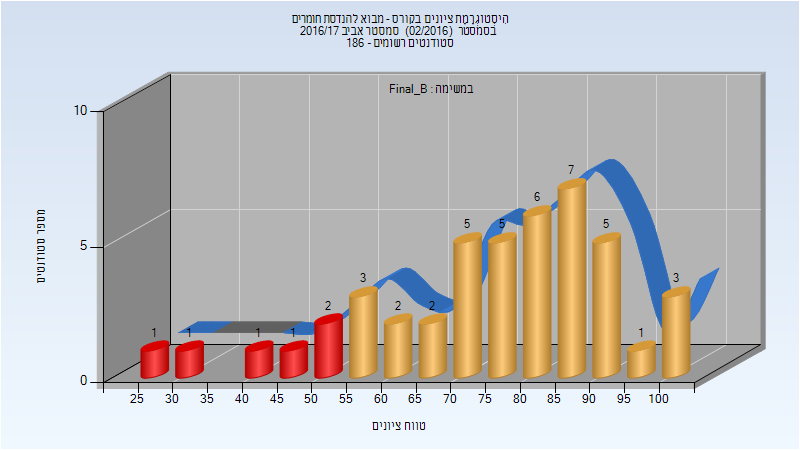 היסטוגרמת ציונים בקורס - מבוא להנדסת חומרים
בסמסטר (02/2016) סמסטר אביב 2016/17
סטודנטים רשומים - 186
במשימה : Final_B
מספר סטודנטים
10
5
0
1 1 1 1 2 3 2 2 5 5 6 7 5 1 3
25 30 35 40 45 50 55 60 65 70 75 80 85 90 95 100
טווח ציונים